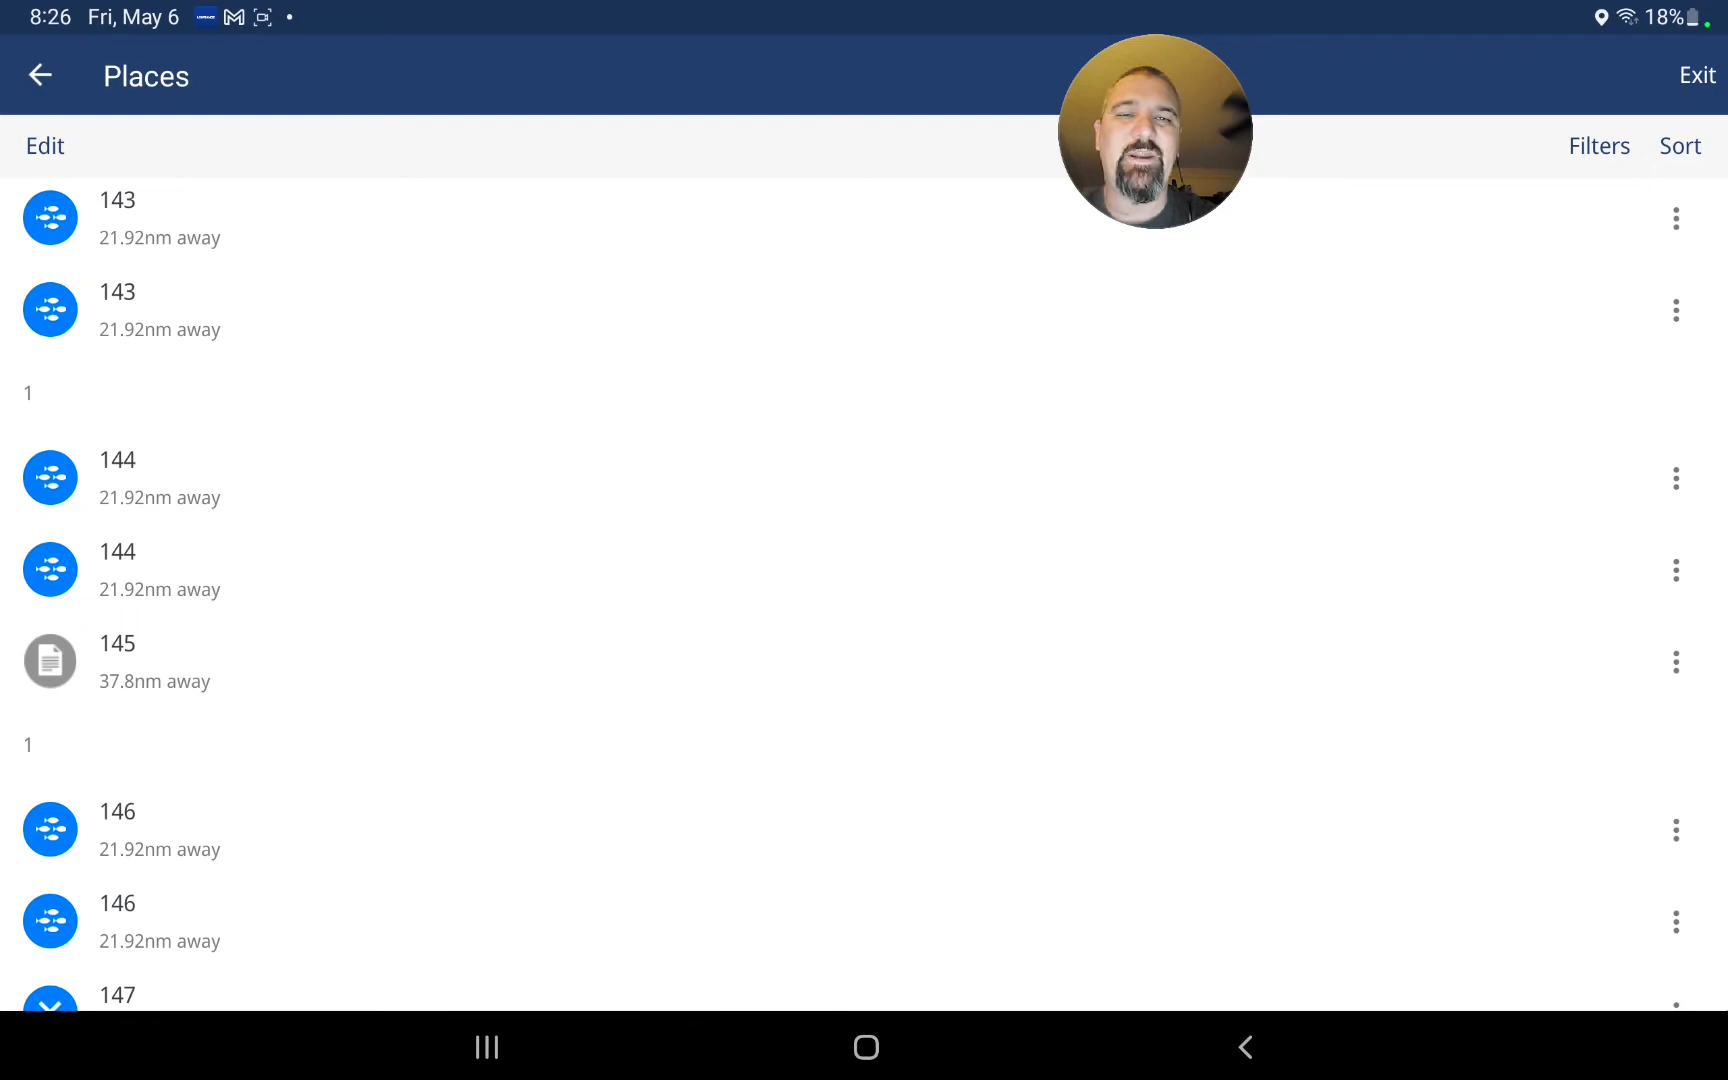 8:26 Fri, May 6
18%
Places
Exit
Edit
Filters Sort
143
21.92nm away
143
21.92nm away
1
144
21.92nm away
144
21.92nm away
145
37.8nm away
1
146
21.92nm away
146
21.92nm away
147